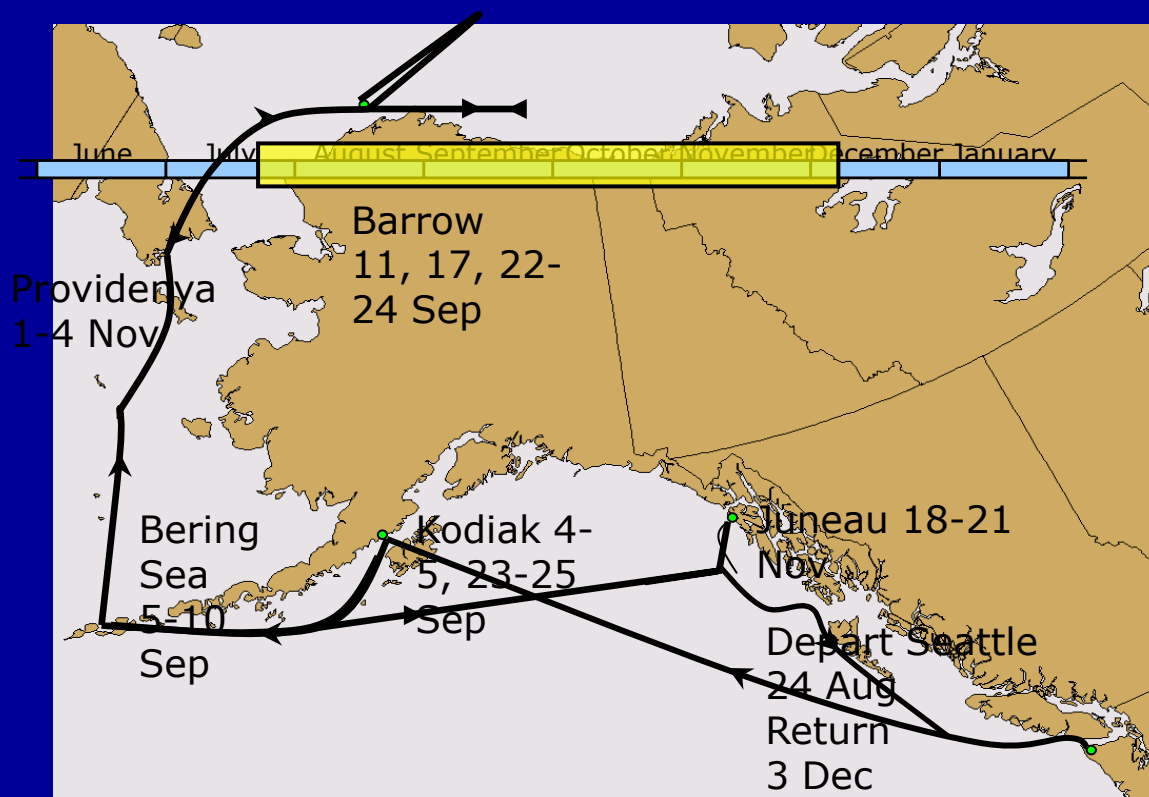 June July August September October November December January
Barrow
11, 17, 22-
24 Sep
Providenya
1-4 Nov
Bering
Sea
5-10
Sep
Kodiak 4-
5, 23-25
Sep
Juneau 18-21
Nov
Depart Seattle
24 Aug
Return
3 Dec